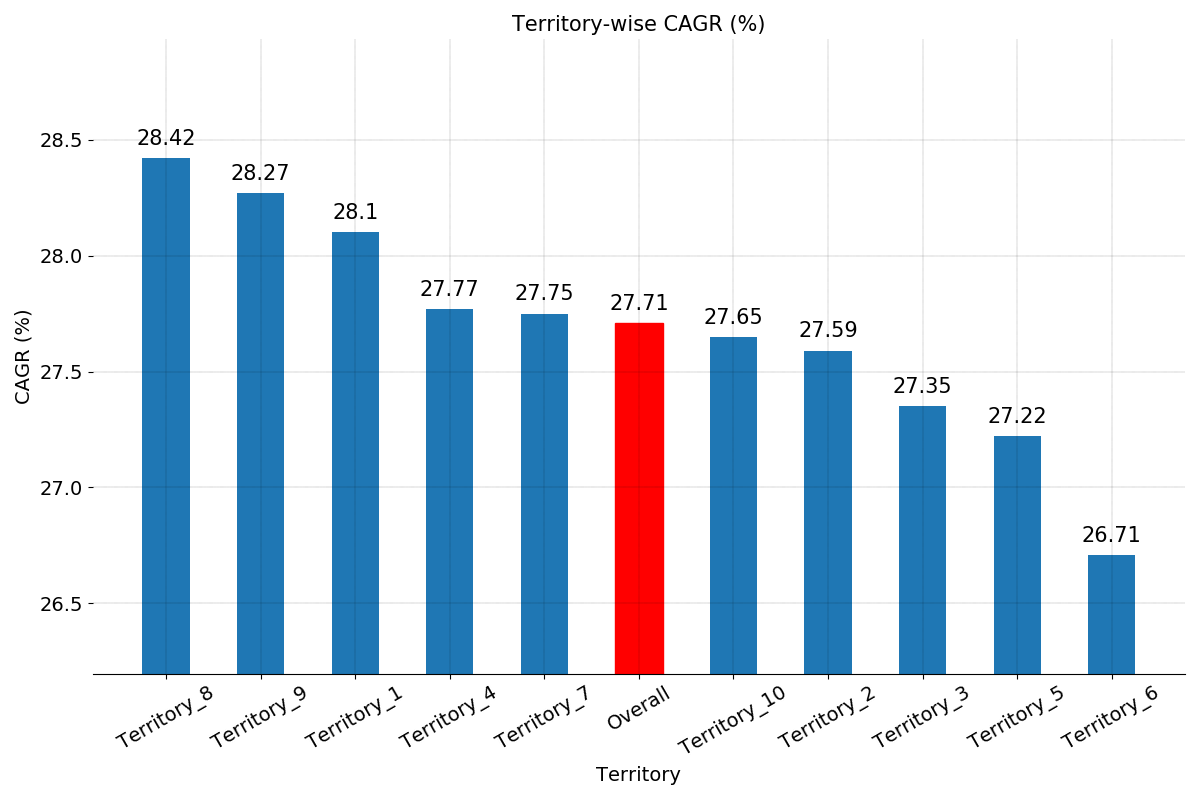 Territory-wise CAGR (%)
28.5
28.0
27.5
27.0
26.5
CAGR (%)
28.42
28.27
28.1
27.77
27.75
27.71
27.65
27.59
27.35
27.22
26.71
Territory_8
Territory_9
Territory_1
Territory_4
Territory_7
Overall
Territory_10
Territory_2
Territory_3
Territory_5
Territory_6
Territory